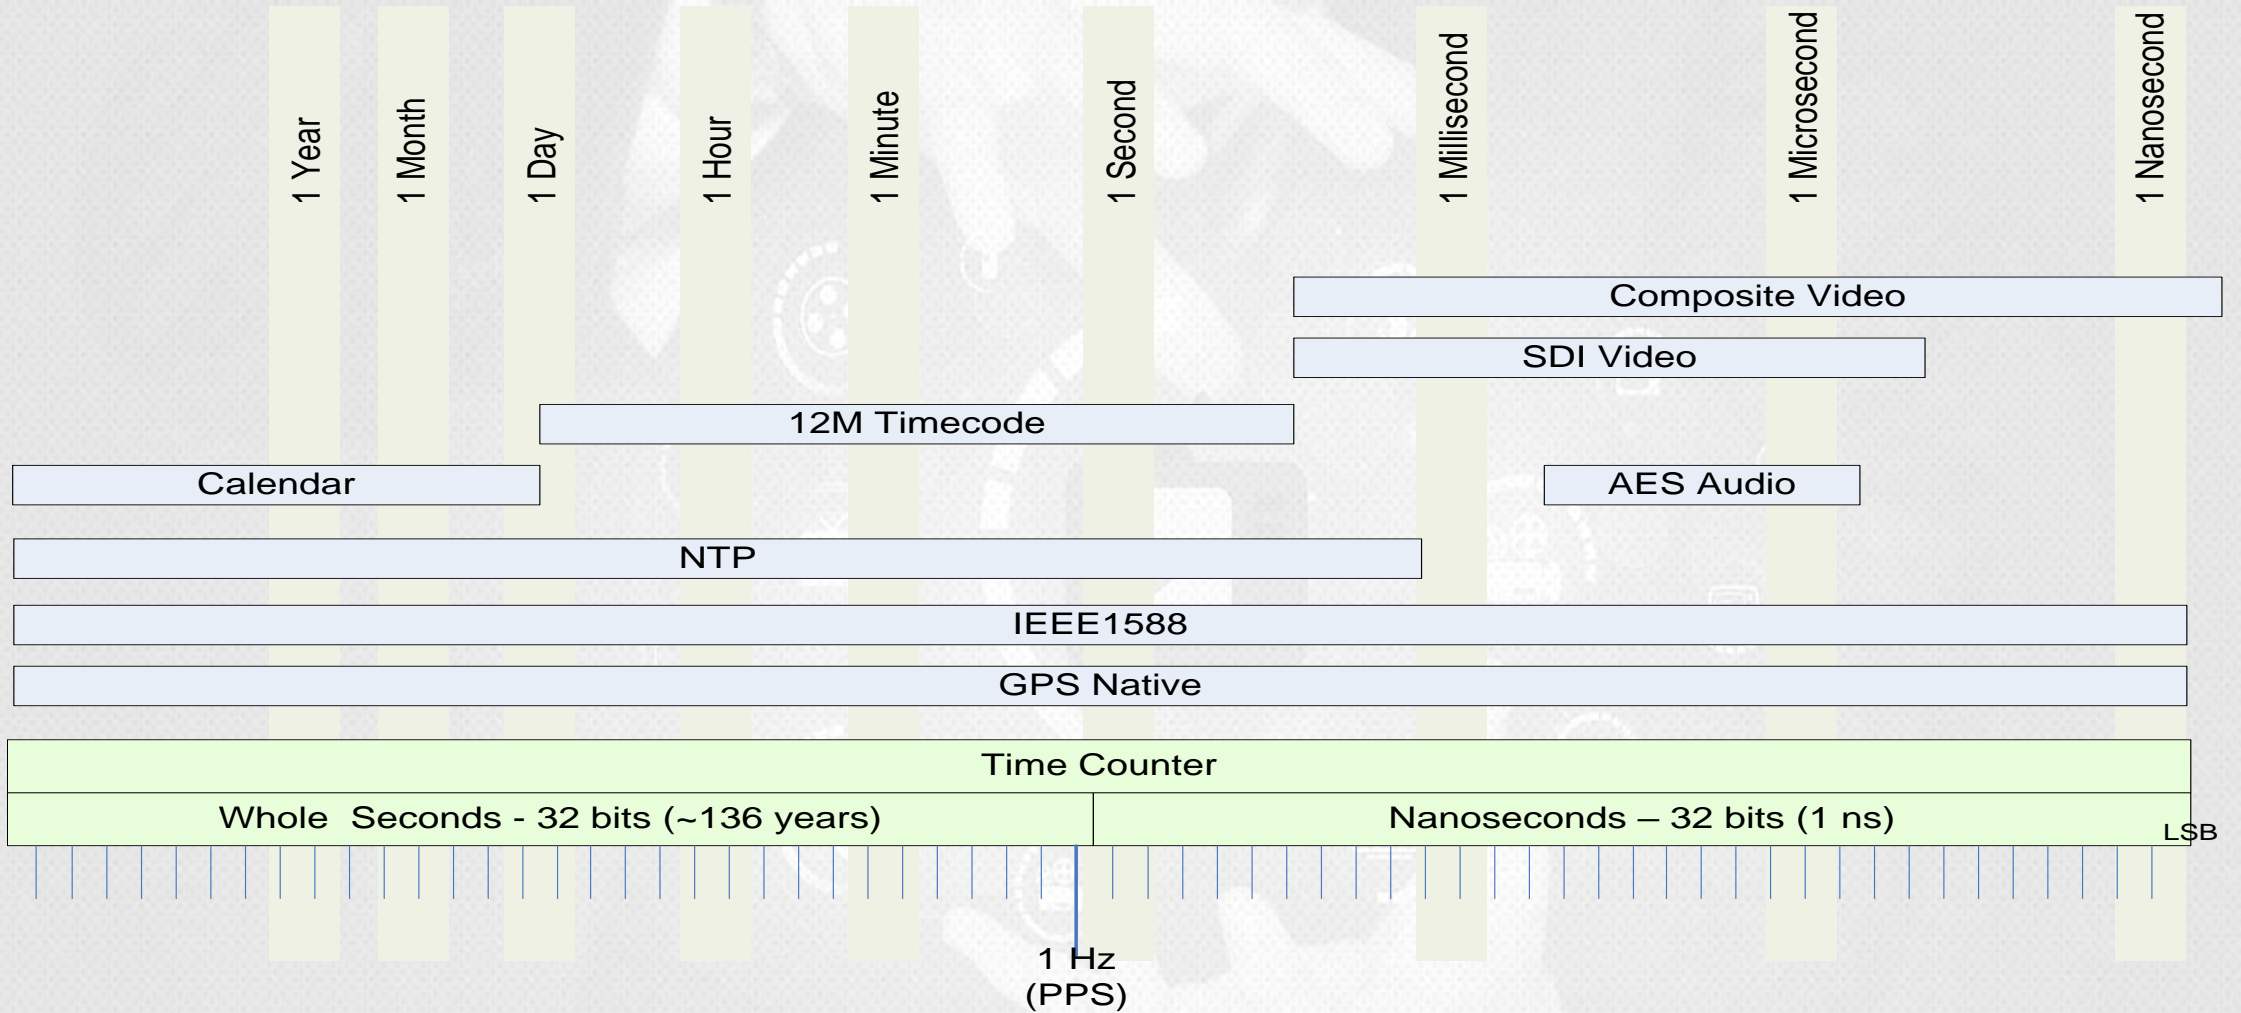 1 Year
1 Month
1 Day
1 Hour
1 Minute
1 Second
1 Millisecond
1 Microsecond
1 Nanosecond
Composite Video
SDI Video
12M Timecode
Calendar
AES Audio
NTP
IEEE1588
GPS Native
Time Counter
Whole  Seconds - 32 bits (~136 years)
Nanoseconds – 32 bits (1 ns)
LSB
1 Hz
(PPS)